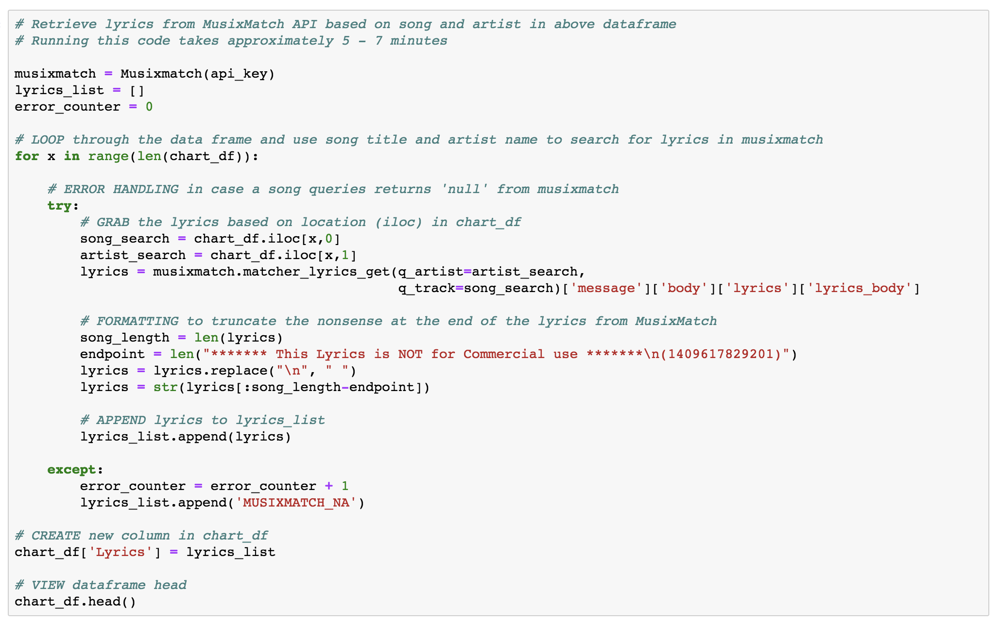 # Retrieve lyrics from MusixMatch API based on song and artist in above dataframe
# Running this code takes approximately 5 - 7 minutes

musixmatch = Musixmatch(api_key)
lyrics_list = []
error_counter = 0

# LOOP through the data frame and use song title and artist name to search for lyrics in musixmatch
for x in range(len(chart_df)):

    # ERROR HANDLING in case a song queries returns 'null' from musixmatch
    try:
        # GRAB the lyrics based on location (iloc) in chart_df
        song_search = chart_df.iloc[x,0]
        artist_search = chart_df.iloc[x,1]
        lyrics = musixmatch.matcher_lyrics_get(q_artist=artist_search,
                                               q_track=song_search)['message']['body']['lyrics']['lyrics_body']

        # FORMATTING to truncate the nonsense at the end of the lyrics from MusixMatch
        song_length = len(lyrics)
        endpoint = len("******* This Lyrics is NOT for Commercial use *******\n(1409617829201)")
        lyrics = lyrics.replace("\n", " ")
        lyrics = str(lyrics[:song_length-endpoint])

        # APPEND lyrics to lyrics_list
        lyrics_list.append(lyrics)

    except:
        error_counter = error_counter + 1
        lyrics_list.append('MUSIXMATCH_NA')

# CREATE new column in chart_df
chart_df['Lyrics'] = lyrics_list

# VIEW dataframe head
chart_df.head()